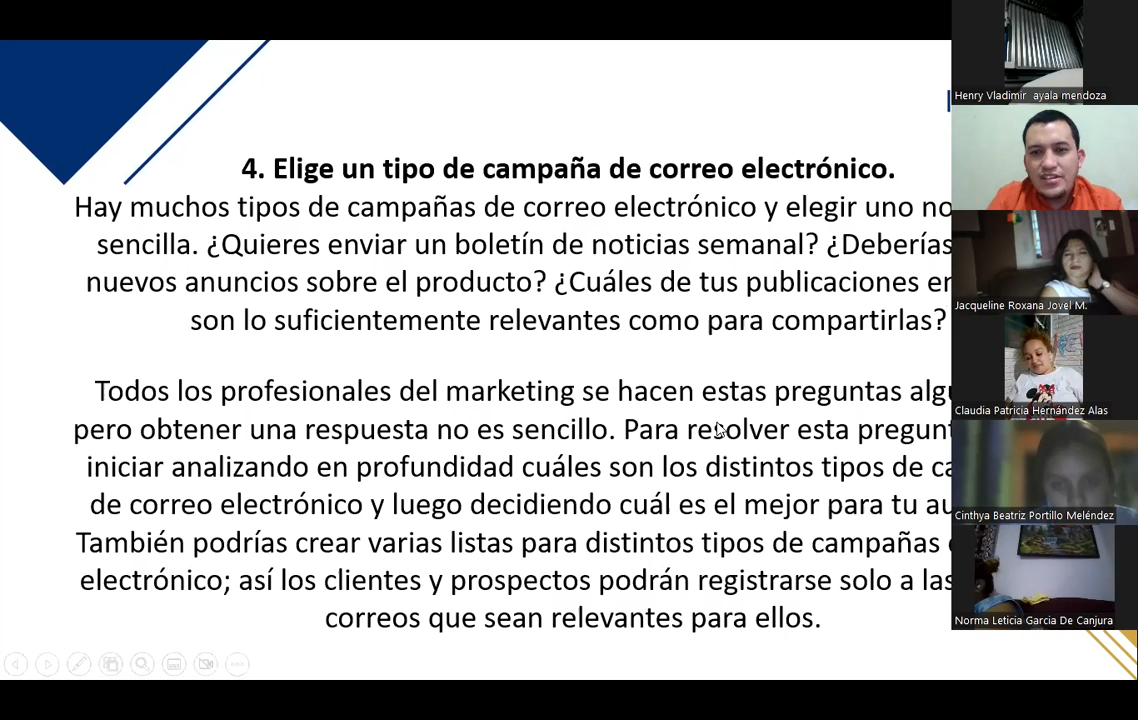 4. Elige un tipo de campaña de correo electrónico.
Hay muchos tipos de campañas de correo electrónico y elegir uno no
sencilla. ¿Quieres enviar un boletín de noticias semanal? ¿Deberías
nuevos anuncios sobre el producto? ¿Cuáles de tus publicaciones en
son lo suficientemente relevantes como para compartirlas?
Todos los profesionales del marketing se hacen estas preguntas
pero obtener una respuesta no es sencillo. Para resolver esta
iniciar analizando en profundidad cuáles son los distintos tipos de
de correo electrónico y luego decidiendo cuál es el mejor para tu
También podrías crear varias listas para distintos tipos de campañas
electrónico; así los clientes y prospectos podrán registrarse solo a las
correos que sean relevantes para ellos.
Henry Vladimir ayala mendoza
Jacqueline Roxana Jovel M.
Claudia Patricia Hernández Alas
Cinthya Beatriz Portillo Meléndez
Norma Leticia Garcia De Canjura